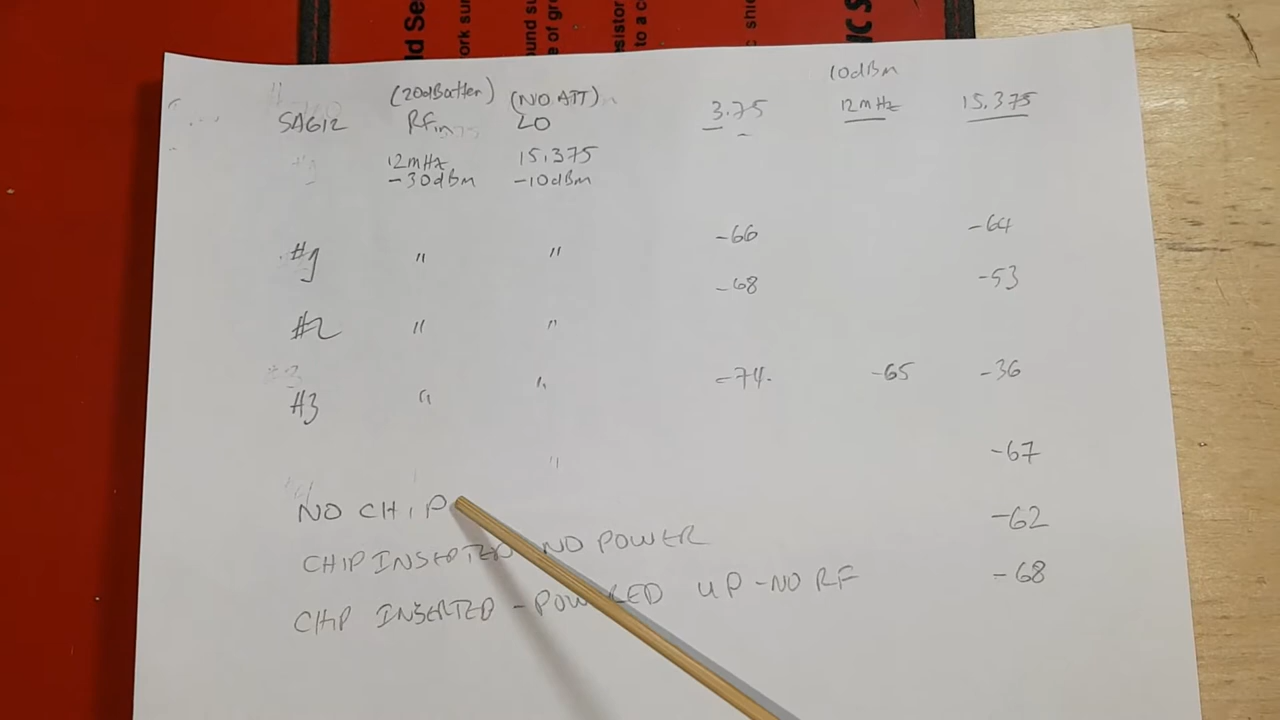 10dBm
(20dB atten) (NO ATT)
SA612 RFin LO 3.75 12mHz 15.375
12mHz 15.375
-30dBm -10dBm
-66 -64
#1 " "
-68 -53
#2 " "
-74. -65 -36
#3 " "
" -67
NO CHIP
-62
CHIP INSERTED NO POWER
-68
CHIP INSERTED - POWERED UP - NO RF